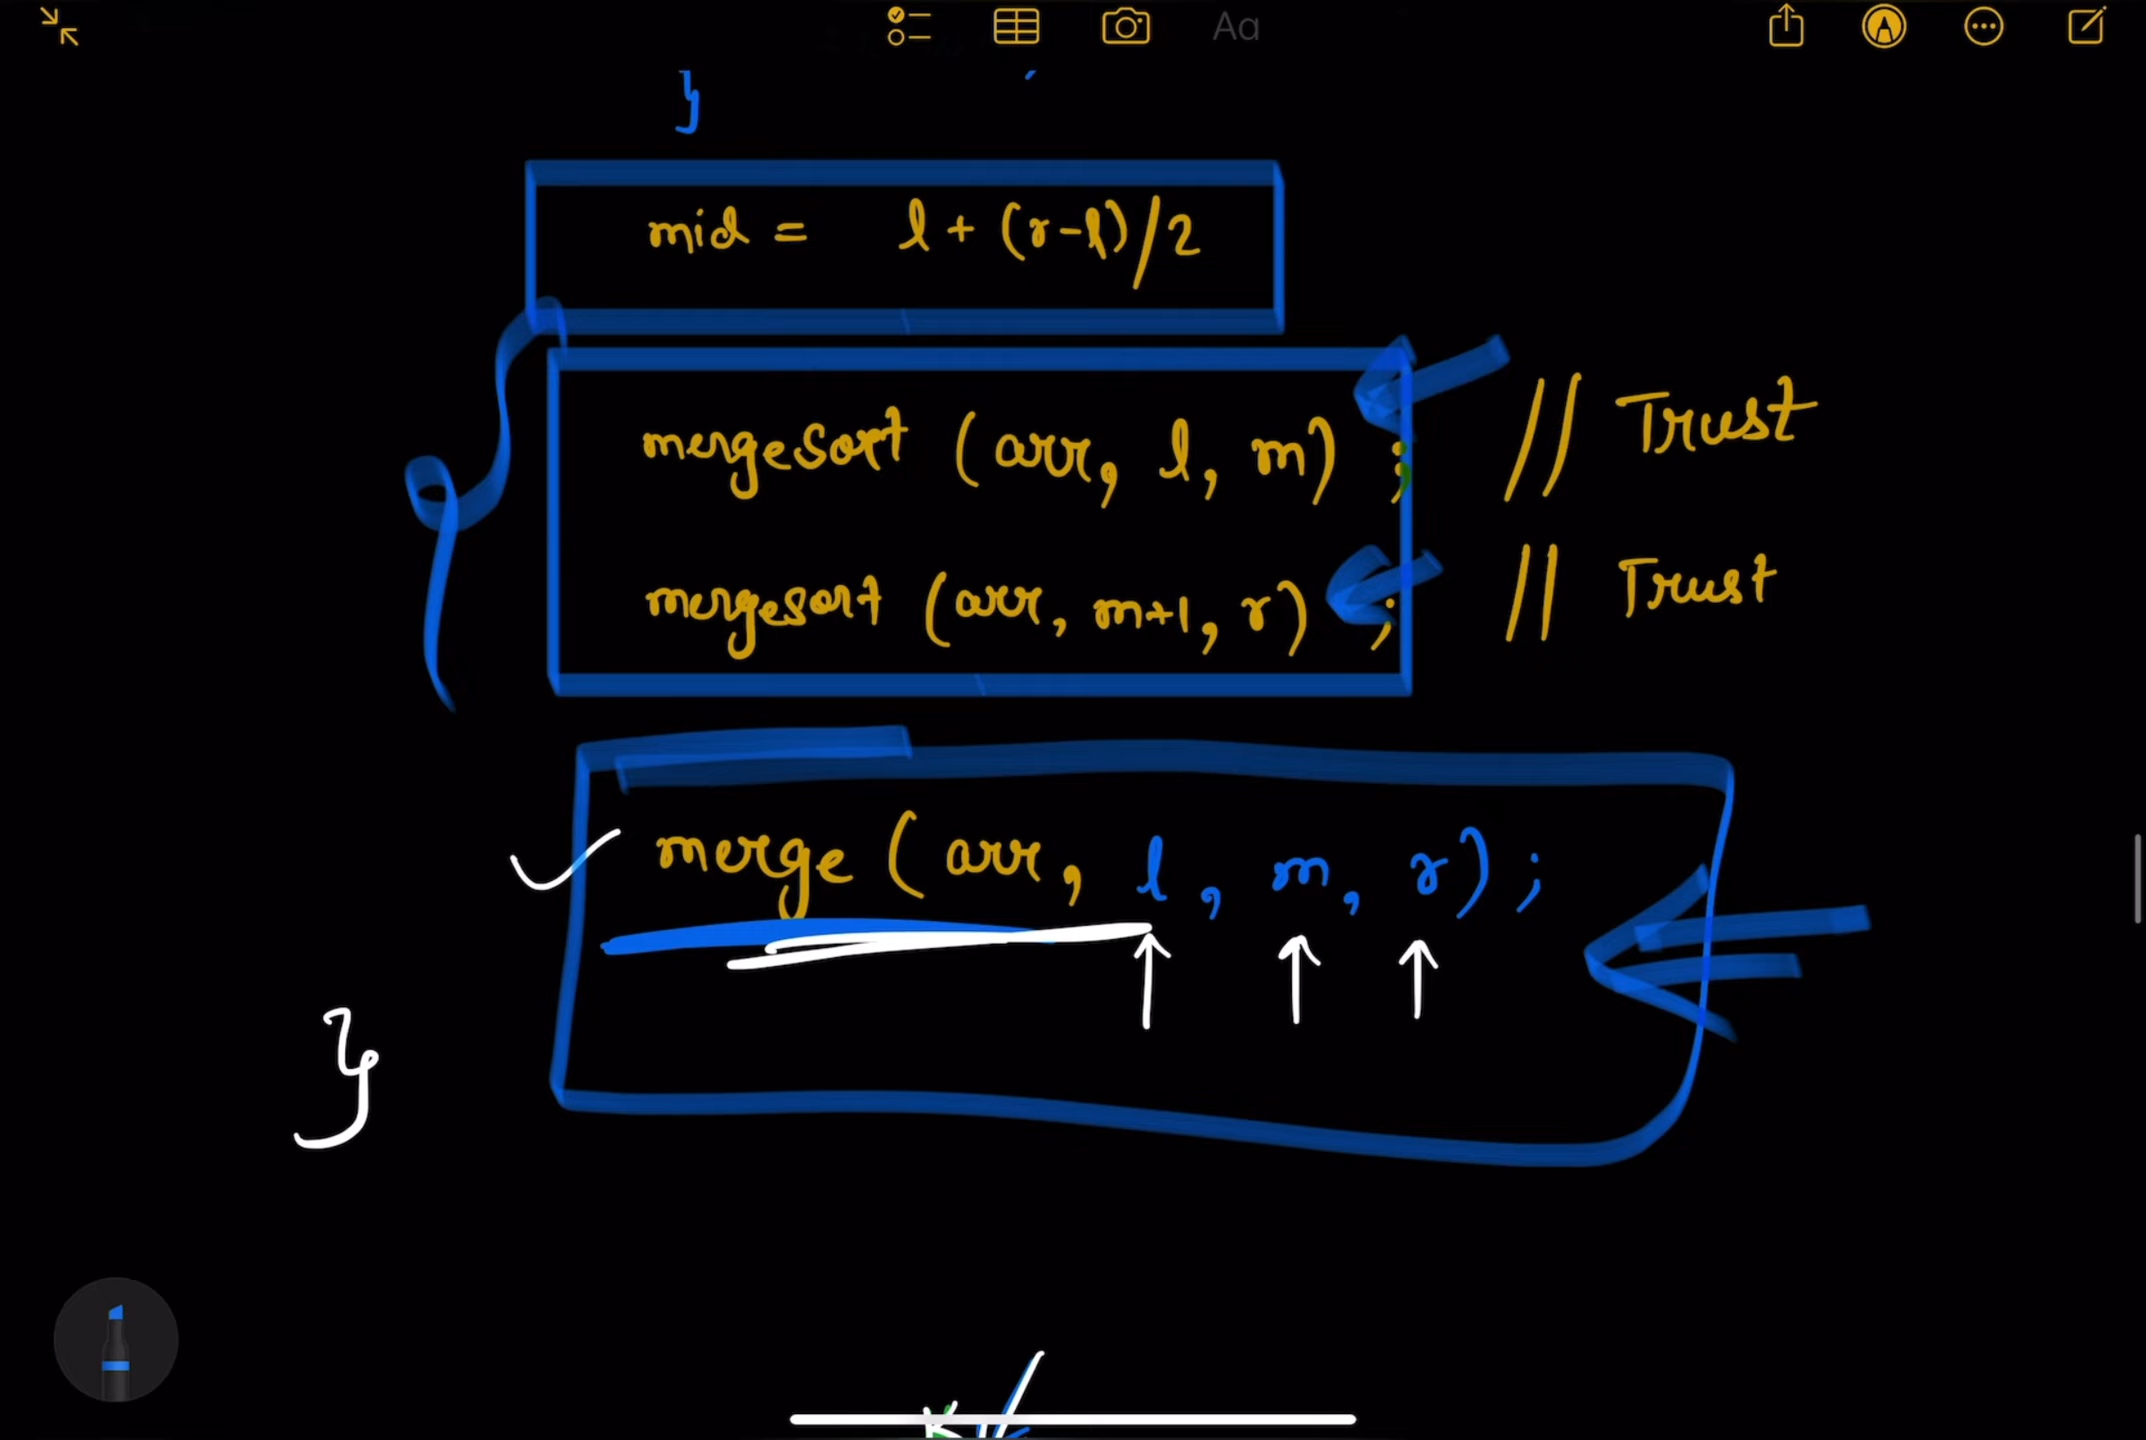 Aa
}
mid = l + (r-l)/2
mergeSort (arr, l, m) ; // Trust
mergesort (arr, m+1, r) ; // Trust
merge (arr, l, m, r) ;
}